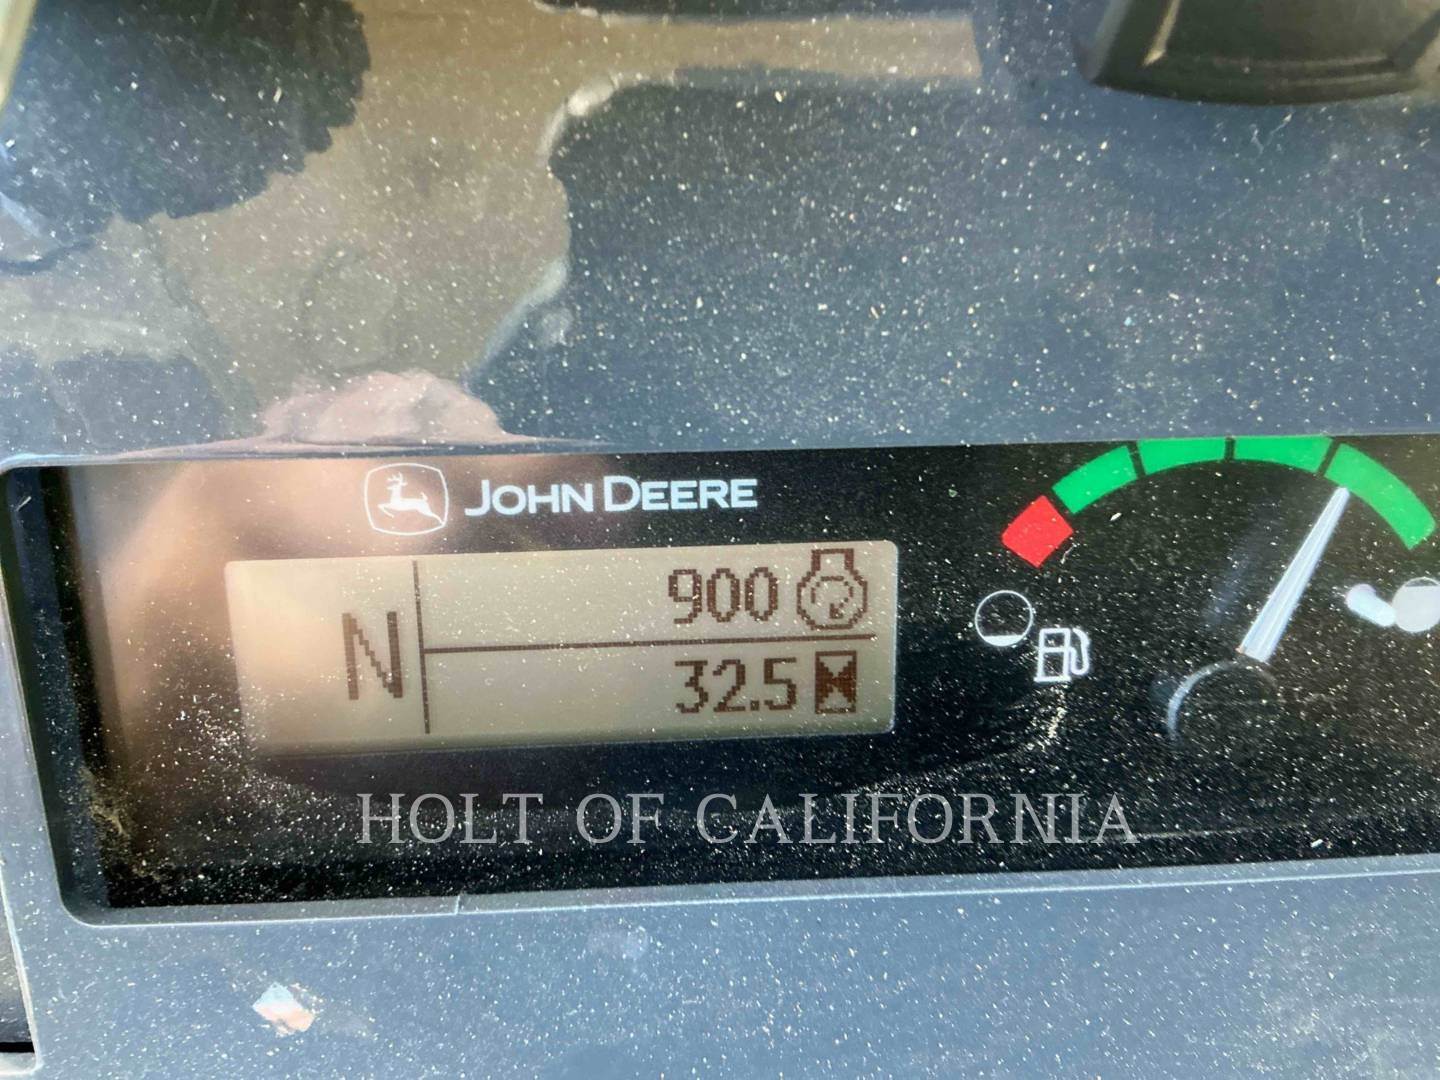 JOHN DEERE
900
N
32.5
HOLT OF CALIFORNIA